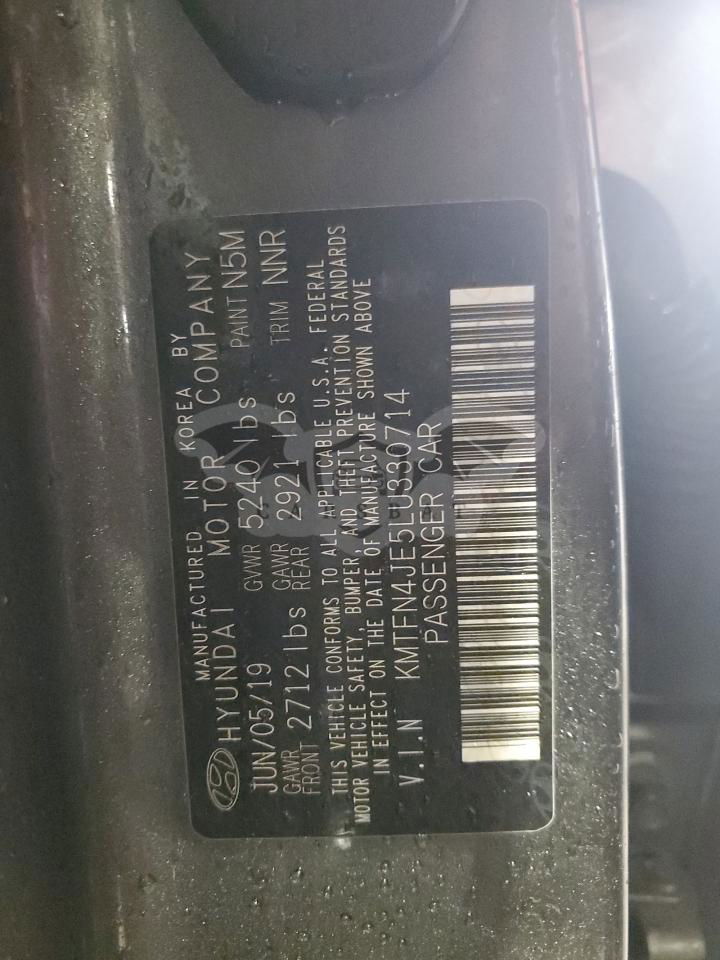 MANUFACTURED IN KOREA BY
HYUNDAI MOTOR COMPANY
JUN/05/19 GVWR 5240 lbs PAINT N5M
GAWR FRONT 2712 lbs GAWR REAR 2921 lbs TRIM NNR
THIS VEHICLE CONFORMS TO ALL APPLICABLE U.S.A. FEDERAL
MOTOR VEHICLE SAFETY, BUMPER, AND THEFT PREVENTION STANDARDS
IN EFFECT ON THE DATE OF MANUFACTURE SHOWN ABOVE
V.I.N KMTFN4JE5LU330714
PASSENGER CAR